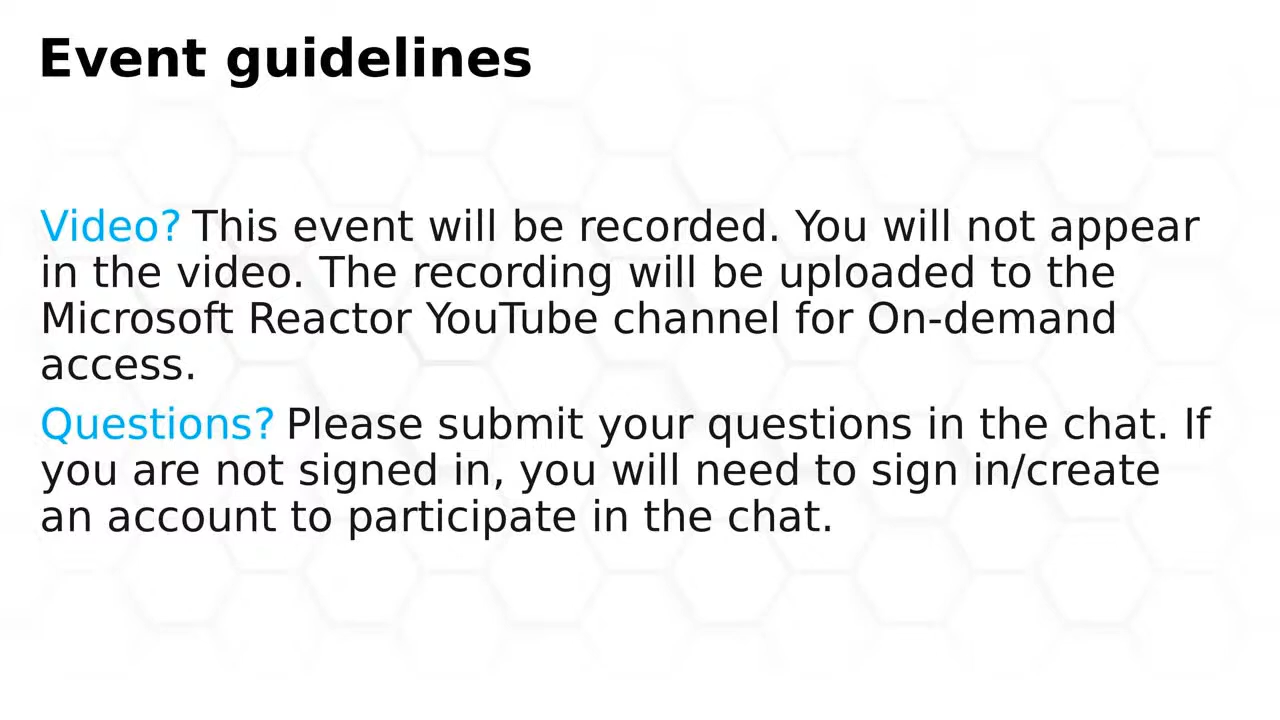 Event guidelines
Video? This event will be recorded. You will not appear
in the video. The recording will be uploaded to the
Microsoft Reactor YouTube channel for On-demand
access.
Questions? Please submit your questions in the chat. If
you are not signed in, you will need to sign in/create
an account to participate in the chat.